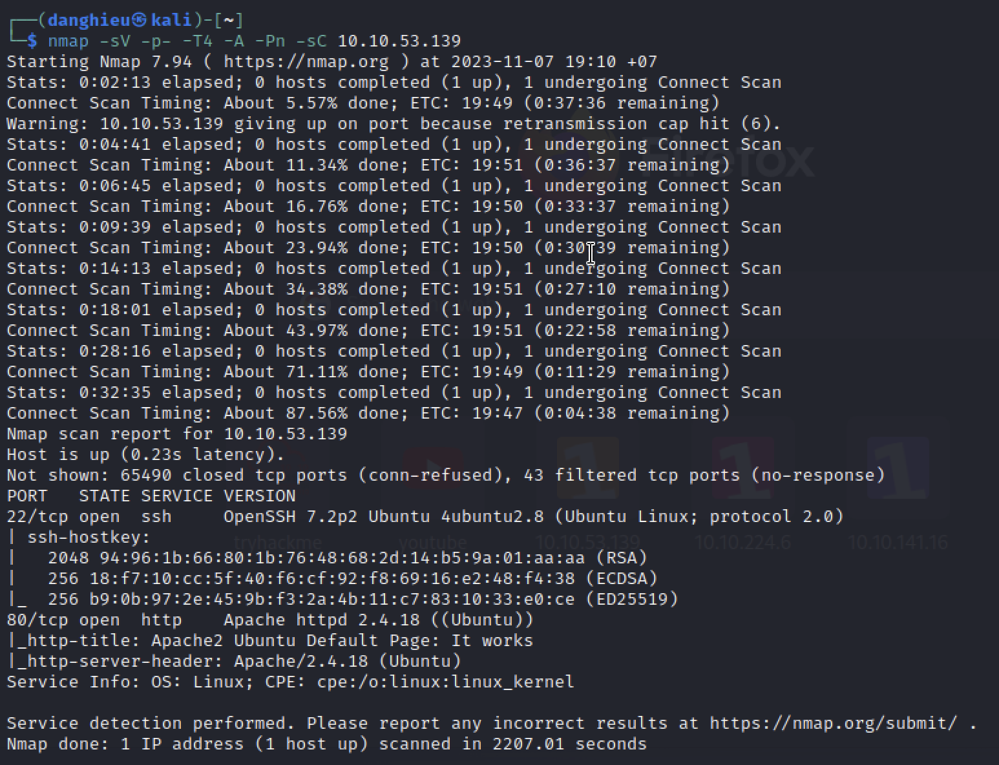 ┌──(danghieu㉿kali)-[~]
└─$ nmap -sV -p- -T4 -A -Pn -sC 10.10.53.139
Starting Nmap 7.94 ( https://nmap.org ) at 2023-11-07 19:10 +07
Stats: 0:02:13 elapsed; 0 hosts completed (1 up), 1 undergoing Connect Scan
Connect Scan Timing: About 5.57% done; ETC: 19:49 (0:37:36 remaining)
Warning: 10.10.53.139 giving up on port because retransmission cap hit (6).
Stats: 0:04:41 elapsed; 0 hosts completed (1 up), 1 undergoing Connect Scan
Firefox
Connect Scan Timing: About 11.34% done; ETC: 19:51 (0:36:37 remaining)
Stats: 0:06:45 elapsed; 0 hosts completed (1 up), 1 undergoing Connect Scan
Connect Scan Timing: About 16.76% done; ETC: 19:50 (0:33:37 remaining)
Stats: 0:09:39 elapsed; 0 hosts completed (1 up), 1 undergoing Connect Scan
Connect Scan Timing: About 23.94% done; ETC: 19:50 (0:30:39 remaining)
Stats: 0:14:13 elapsed; 0 hosts completed (1 up), 1 undergoing Connect Scan
Connect Scan Timing: About 34.38% done; ETC: 19:51 (0:27:10 remaining)
Stats: 0:18:01 elapsed; 0 hosts completed (1 up), 1 undergoing Connect Scan
Connect Scan Timing: About 43.97% done; ETC: 19:51 (0:22:58 remaining)
Stats: 0:28:16 elapsed; 0 hosts completed (1 up), 1 undergoing Connect Scan
Connect Scan Timing: About 71.11% done; ETC: 19:49 (0:11:29 remaining)
Stats: 0:32:35 elapsed; 0 hosts completed (1 up), 1 undergoing Connect Scan
Connect Scan Timing: About 87.56% done; ETC: 19:47 (0:04:38 remaining)
Nmap scan report for 10.10.53.139
Host is up (0.23s latency).
Not shown: 65490 closed tcp ports (conn-refused), 43 filtered tcp ports (no-response)
PORT   STATE SERVICE VERSION
22/tcp open  ssh     OpenSSH 7.2p2 Ubuntu 4ubuntu2.8 (Ubuntu Linux; protocol 2.0)
| ssh-hostkey:
tryhackme youtube 10.10.53.139 10.10.224.6 10.10.141.16
|   2048 94:96:1b:66:80:1b:76:48:68:2d:14:b5:9a:01:aa:aa (RSA)
|   256 18:f7:10:cc:5f:40:f6:cf:92:f8:69:16:e2:48:f4:38 (ECDSA)
|_  256 b9:0b:97:2e:45:9b:f3:2a:4b:11:c7:83:10:33:e0:ce (ED25519)
80/tcp open  http    Apache httpd 2.4.18 ((Ubuntu))
|_http-title: Apache2 Ubuntu Default Page: It works
|_http-server-header: Apache/2.4.18 (Ubuntu)
Service Info: OS: Linux; CPE: cpe:/o:linux:linux_kernel
Service detection performed. Please report any incorrect results at https://nmap.org/submit/ .
Nmap done: 1 IP address (1 host up) scanned in 2207.01 seconds